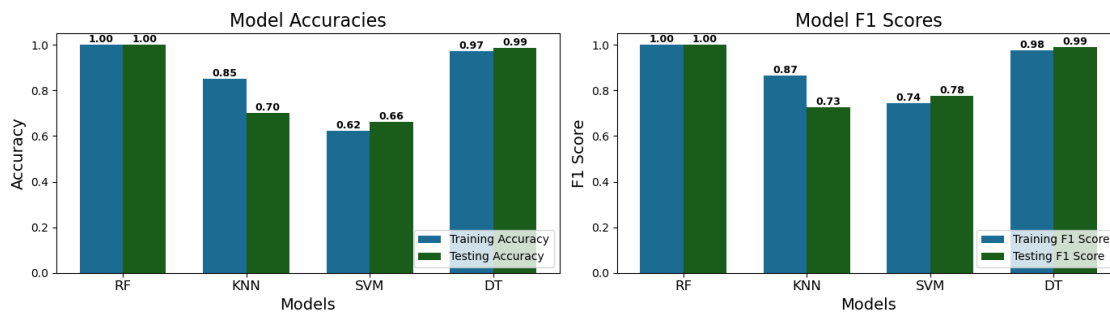 Model Accuracies
1.00 1.00 0.85 0.70 0.62 0.66 0.97 0.99
Accuracy
1.0
0.8
0.6
0.4
0.2
0.0
Training Accuracy
Testing Accuracy
RF KNN SVM DT
Models
Model F1 Scores
1.00 1.00 0.87 0.73 0.74 0.78 0.98 0.99
F1 Score
1.0
0.8
0.6
0.4
0.2
0.0
Training F1 Score
Testing F1 Score
RF KNN SVM DT
Models